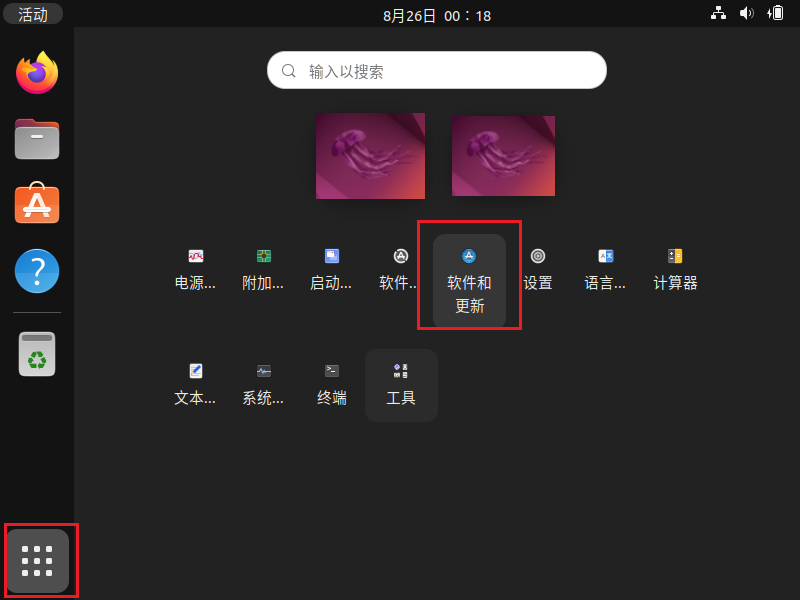 活动
8月26日 00：18
输入以搜索
电源...
附加...
启动...
软件...
软件和
更新
设置
语言...
计算器
文本...
系统...
终端
工具